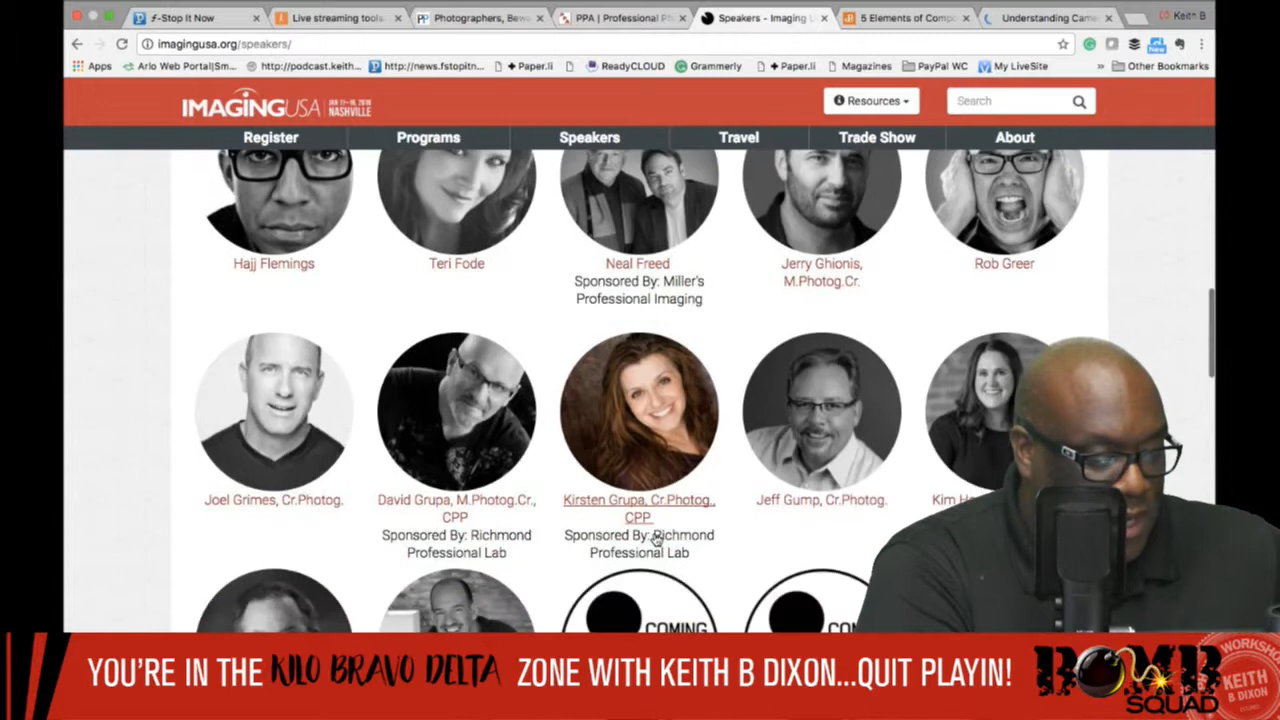 F-Stop It Now
Live streaming tools
Photographers, Bew
PPA | Professional Ph
Speakers - Imaging U
5 Elements of Comp
Understanding Came
Keith B
imagingusa.org/speakers/
Apps
Arlo Web Portal|Sm...
http://podcast.keith...
http://news.fstopitn...
+ Paper.li
ReadyCLOUD
Grammerly
+ Paper.li
Magazines
PayPal WC
My LiveSite
»
Other Bookmarks
New
IMAGINGUSA
NASHVILLE
Resources
Search
Register
Programs
Speakers
Travel
Trade Show
About
Hajj Flemings
Teri Fode
Neal Freed
Sponsored By: Miller's
Professional Imaging
Jerry Ghionis,
M.Photog.Cr.
Rob Greer
Joel Grimes, Cr.Photog.
David Grupa, M.Photog.Cr.,
CPP
Sponsored By: Richmond
Professional Lab
Kirsten Grupa, Cr.Photog.,
CPP
Sponsored By: Richmond
Professional Lab
Jeff Gump, Cr.Photog.
Kim
COMING
YOU'RE IN THE KILO BRAVO DELTA ZONE WITH KEITH B DIXON...QUIT PLAYIN!
BOMB
SQUAD
WORKSHO
KEITH
B DIXON